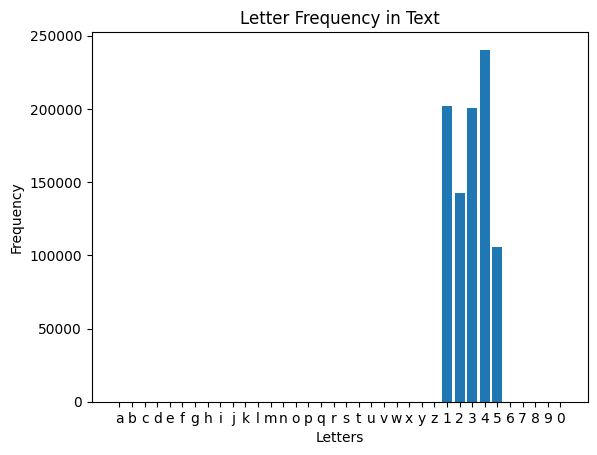 Letter Frequency in Text
250000
200000
150000
100000
50000
0
Frequency
a b c d e f g h i j k l m n o p q r s t u v w x y z 1 2 3 4 5 6 7 8 9 0
Letters